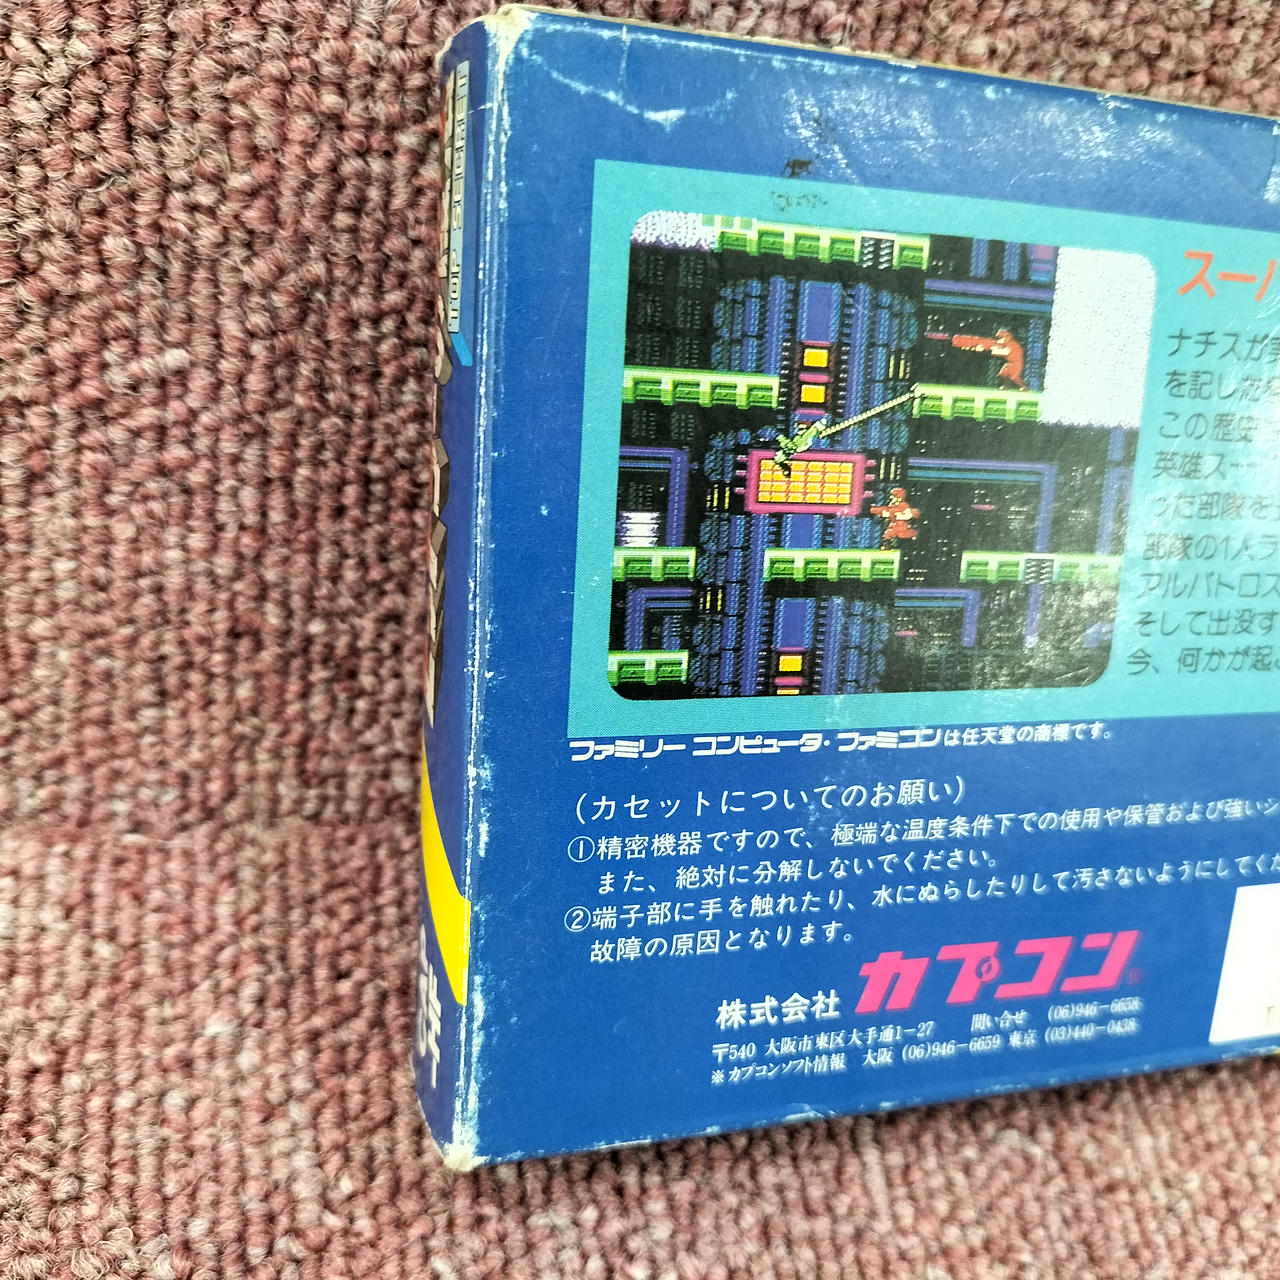 スーパ
ナチスが
を記した
この歴史
英雄スー
った部隊を
部隊の1人ラ
アルバトロス
そして出没す
今、何かが起
ファミリーコンピュータ・ファミコンは任天堂の商標です。
(カセットについてのお願い)
①精密機器ですので、極端な温度条件下での使用や保管および強いシ
また、絶対に分解しないでください。
②端子部に手を触れたり、水にぬらしたりして汚さないようにしてくだ
故障の原因となります。
株式会社 カプコン
〒540 大阪市東区大手通1-27 問い合せ (06)946-6658
※カプコンソフト情報 大阪 (06)946-6659 東京 (03)440-0438